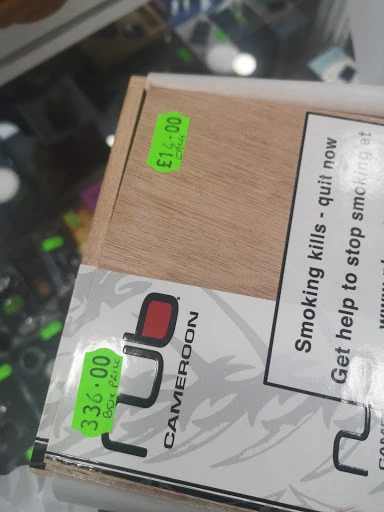 £14.00
each
Smoking kills - quit now
Get help to stop smoking at
nub
CAMEROON
336.00
BOX PRICE